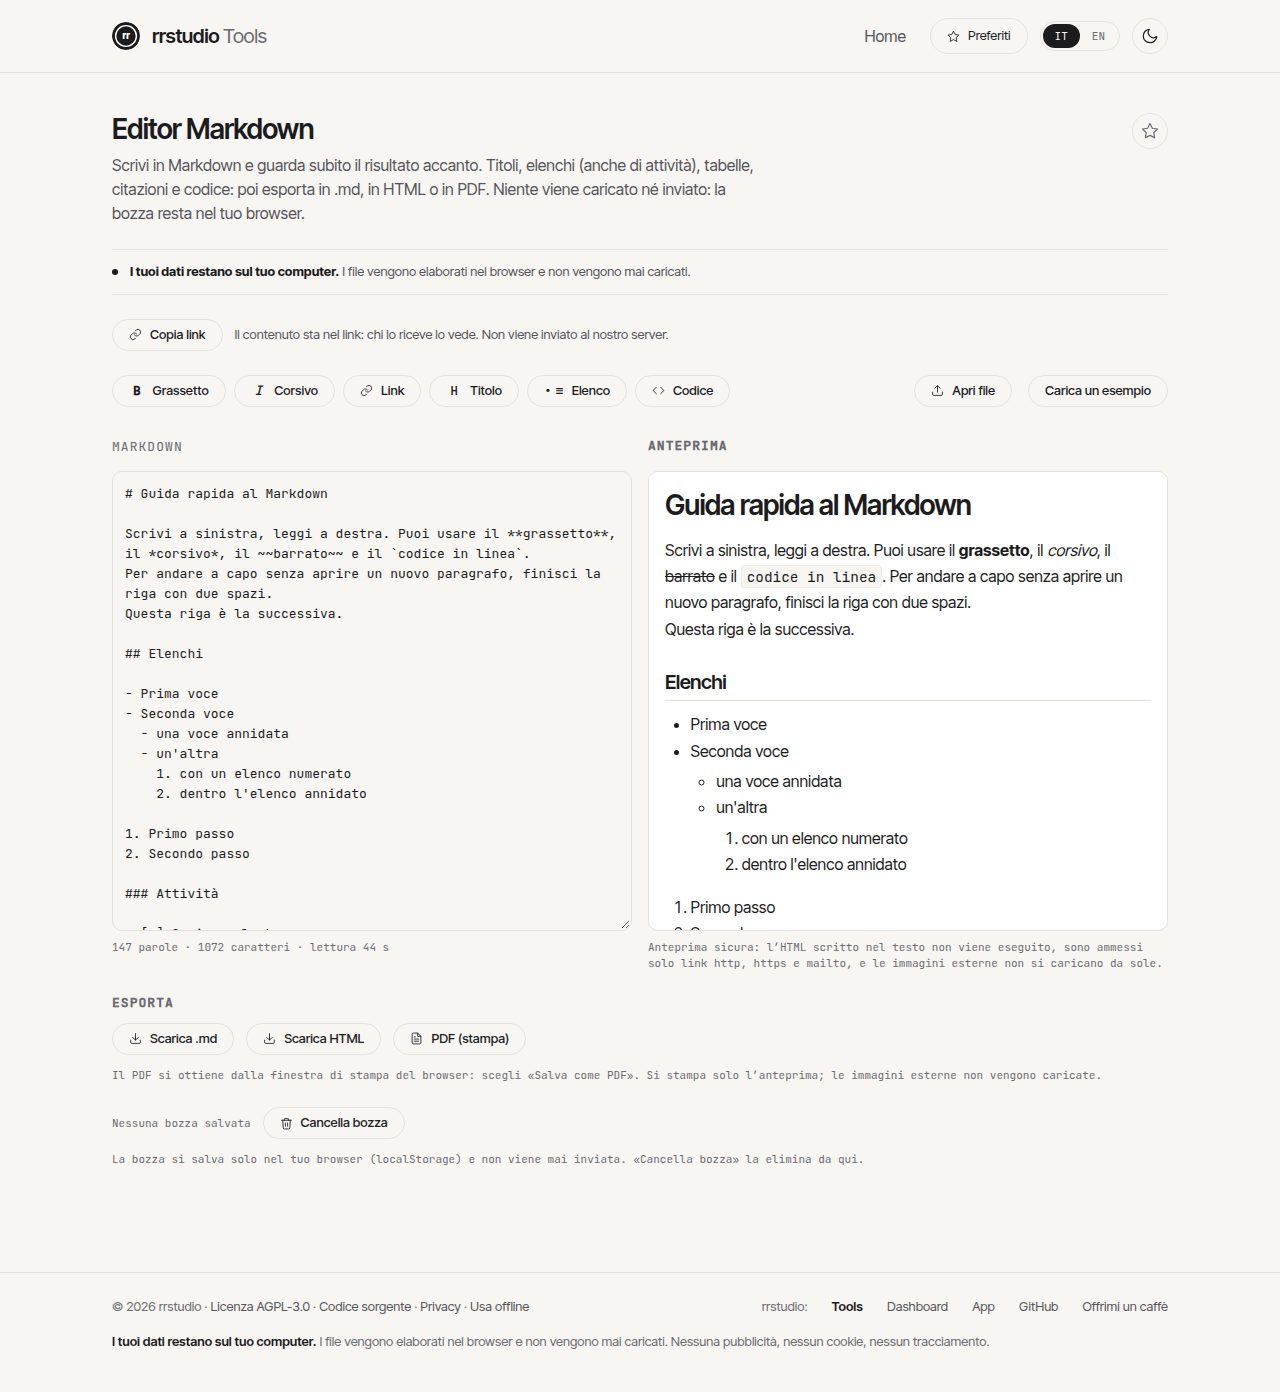 rr rrstudio Tools
Home
Preferiti
IT EN
Editor Markdown
Scrivi in Markdown e guarda subito il risultato accanto. Titoli, elenchi (anche di attività), tabelle,
citazioni e codice: poi esporta in .md, in HTML o in PDF. Niente viene caricato né inviato: la
bozza resta nel tuo browser.
I tuoi dati restano sul tuo computer. I file vengono elaborati nel browser e non vengono mai caricati.
Copia link
Il contenuto sta nel link: chi lo riceve lo vede. Non viene inviato al nostro server.
B Grassetto
I Corsivo
Link
H Titolo
• ≡ Elenco
<> Codice
Apri file
Carica un esempio
MARKDOWN
# Guida rapida al Markdown
Scrivi a sinistra, leggi a destra. Puoi usare il **grassetto**,
il *corsivo*, il ~~barrato~~ e il `codice in linea`.
Per andare a capo senza aprire un nuovo paragrafo, finisci la
riga con due spazi.
Questa riga è la successiva.
## Elenchi
- Prima voce
- Seconda voce
- una voce annidata
- un'altra
1. con un elenco numerato
2. dentro l'elenco annidato
1. Primo passo
2. Secondo passo
### Attività
147 parole · 1072 caratteri · lettura 44 s
ANTEPRIMA
Guida rapida al Markdown
Scrivi a sinistra, leggi a destra. Puoi usare il grassetto, il corsivo, il
barrato e il codice in linea. Per andare a capo senza aprire un
nuovo paragrafo, finisci la riga con due spazi.
Questa riga è la successiva.
Elenchi
• Prima voce
• Seconda voce
◦ una voce annidata
◦ un'altra
1. con un elenco numerato
2. dentro l'elenco annidato
1. Primo passo
Anteprima sicura: l’HTML scritto nel testo non viene eseguito, sono ammessi
solo link http, https e mailto, e le immagini esterne non si caricano da sole.
ESPORTA
Scarica .md
Scarica HTML
PDF (stampa)
Il PDF si ottiene dalla finestra di stampa del browser: scegli «Salva come PDF». Si stampa solo l’anteprima; le immagini esterne non vengono caricate.
Nessuna bozza salvata
Cancella bozza
La bozza si salva solo nel tuo browser (localStorage) e non viene mai inviata. «Cancella bozza» la elimina da qui.
© 2026 rrstudio · Licenza AGPL-3.0 · Codice sorgente · Privacy · Usa offline
rrstudio: Tools Dashboard App GitHub Offrimi un caffè
I tuoi dati restano sul tuo computer. I file vengono elaborati nel browser e non vengono mai caricati. Nessuna pubblicità, nessun cookie, nessun tracciamento.